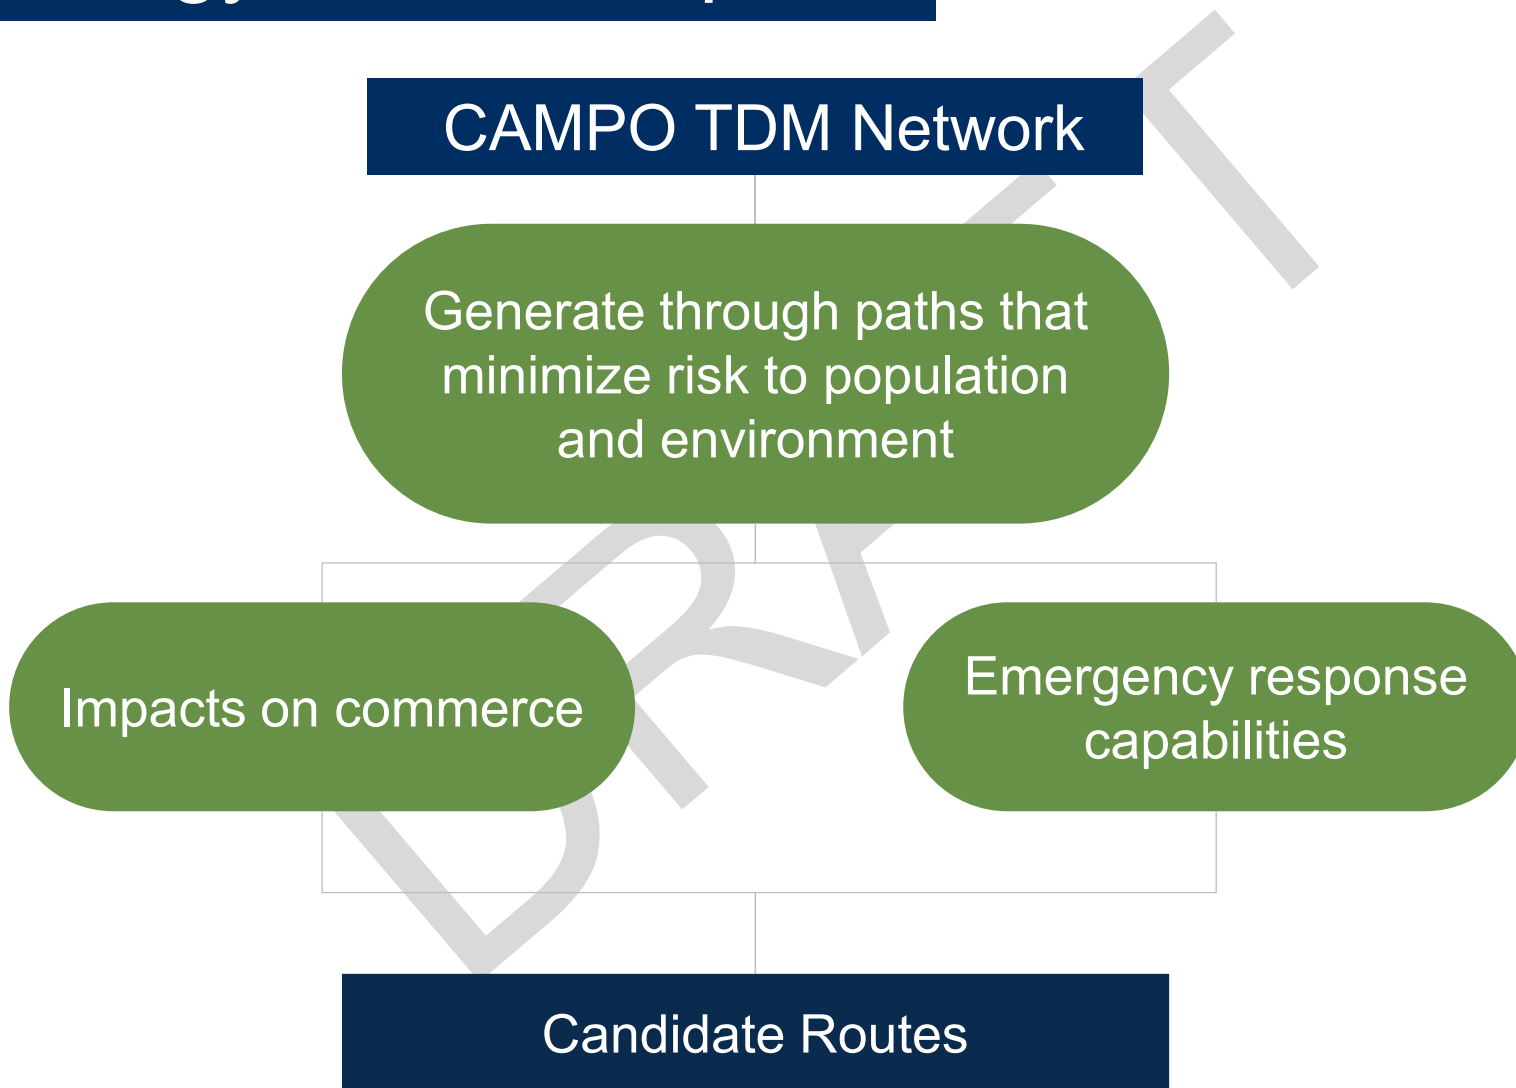 CAMPO TDM Network
Generate through paths that
minimize risk to population
and environment
Impacts on commerce
Emergency response
capabilities
Candidate Routes
DRAFT